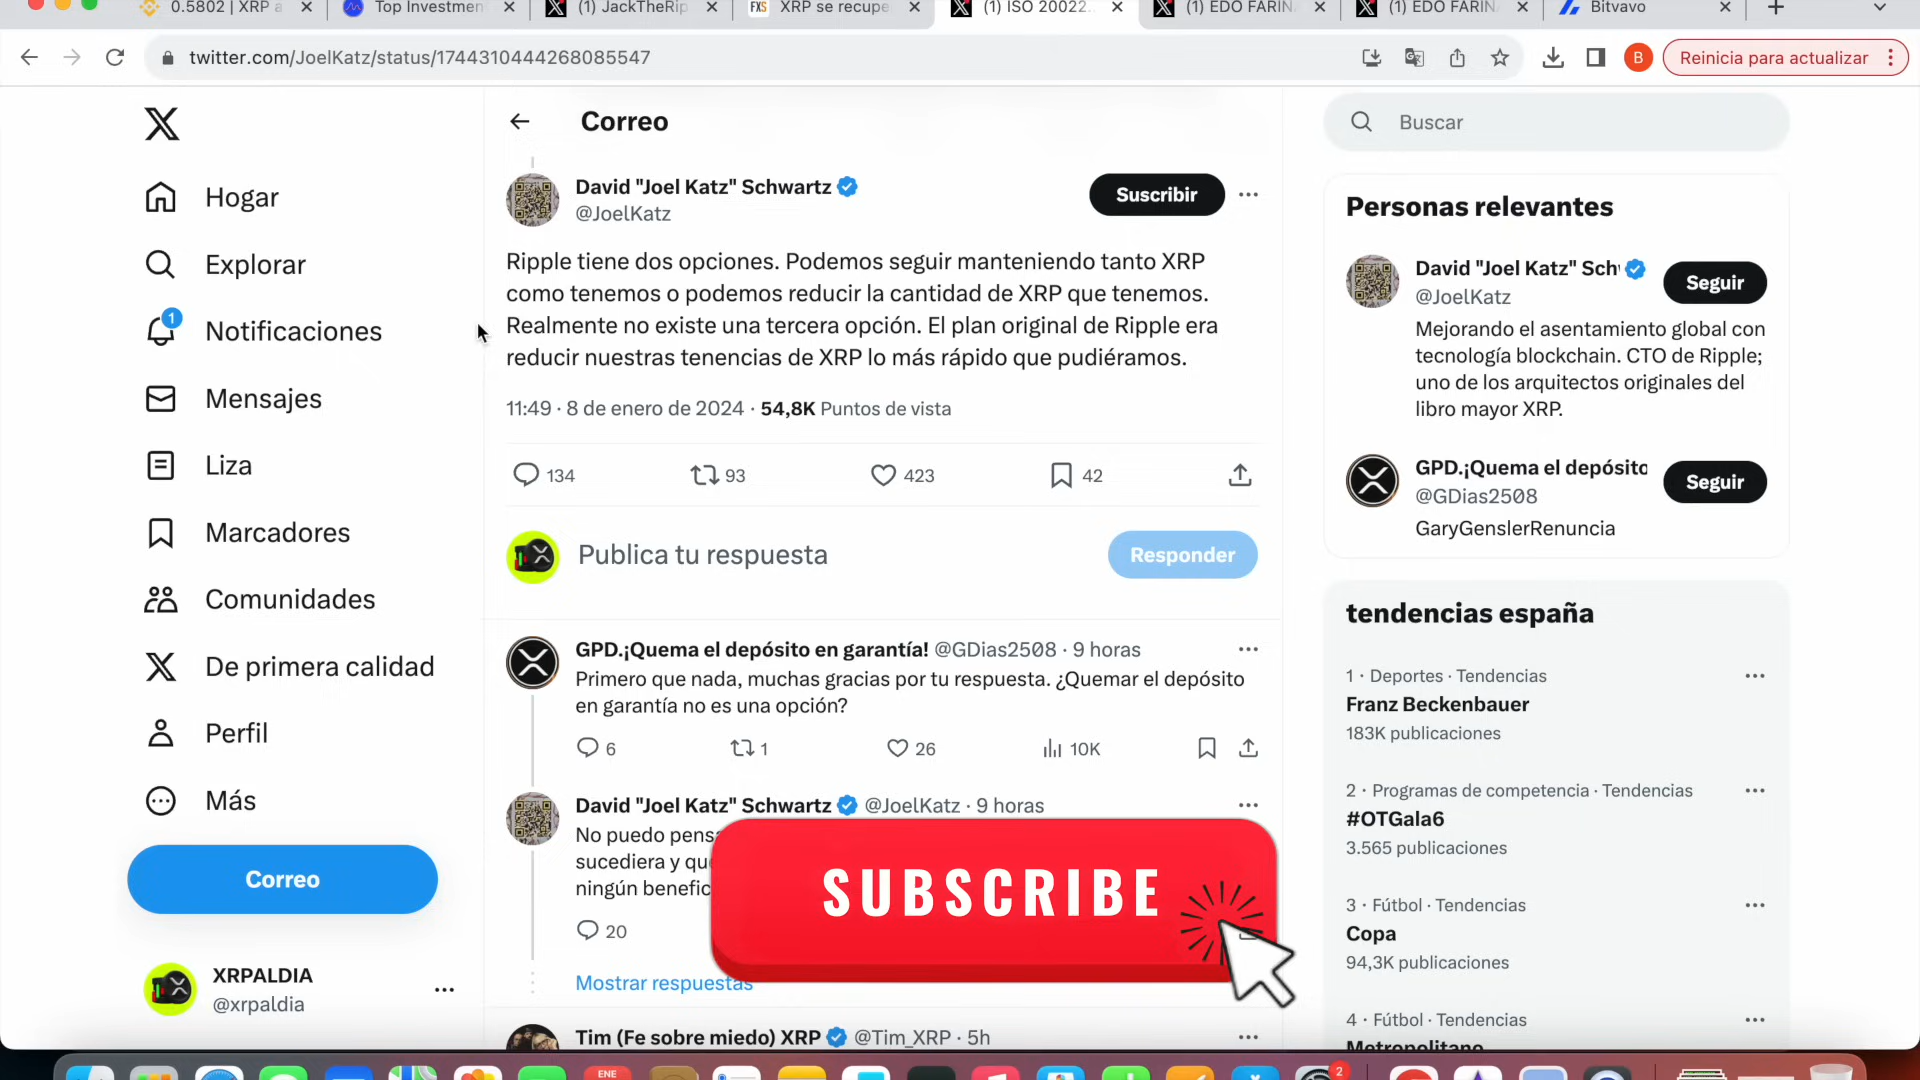 0.5802 | XRP a
Top Investmen
(1) JackTheRip
FXS XRP se recupe
(1) ISO 20022
(1) EDO FARIN
(1) EDO FARIN
Bitvavo
twitter.com/JoelKatz/status/1744310444268085547
B
Reinicia para actualizar
Hogar
Explorar
1
Notificaciones
Mensajes
Liza
Marcadores
Comunidades
De primera calidad
Perfil
Más
Correo
XRPALDIA
@xrpaldia
Correo
David "Joel Katz" Schwartz
@JoelKatz
Suscribir
Ripple tiene dos opciones. Podemos seguir manteniendo tanto XRP
como tenemos o podemos reducir la cantidad de XRP que tenemos.
Realmente no existe una tercera opción. El plan original de Ripple era
reducir nuestras tenencias de XRP lo más rápido que pudiéramos.
11:49 · 8 de enero de 2024 · 54,8K Puntos de vista
134 93 423 42
Publica tu respuesta
Responder
GPD.¡Quema el depósito en garantía! @GDias2508 · 9 horas
Primero que nada, muchas gracias por tu respuesta. ¿Quemar el depósito
en garantía no es una opción?
6 1 26 10K
David "Joel Katz" Schwartz @JoelKatz · 9 horas
No puedo
sucediera y
ningún
20
SUBSCRIBE
Mostrar respuestas
Tim (Fe sobre miedo) XRP @Tim_XRP · 5h
Buscar
Personas relevantes
David "Joel Katz" Sch
@JoelKatz
Seguir
Mejorando el asentamiento global con
tecnología blockchain. CTO de Ripple;
uno de los arquitectos originales del
libro mayor XRP.
GPD.¡Quema el depósito
@GDias2508
Seguir
GaryGenslerRenuncia
tendencias españa
1 · Deportes · Tendencias
Franz Beckenbauer
183K publicaciones
2 · Programas de competencia · Tendencias
#OTGala6
3.565 publicaciones
3 · Fútbol · Tendencias
Copa
94,3K publicaciones
4 · Fútbol · Tendencias
Metropolitano
ENE
2